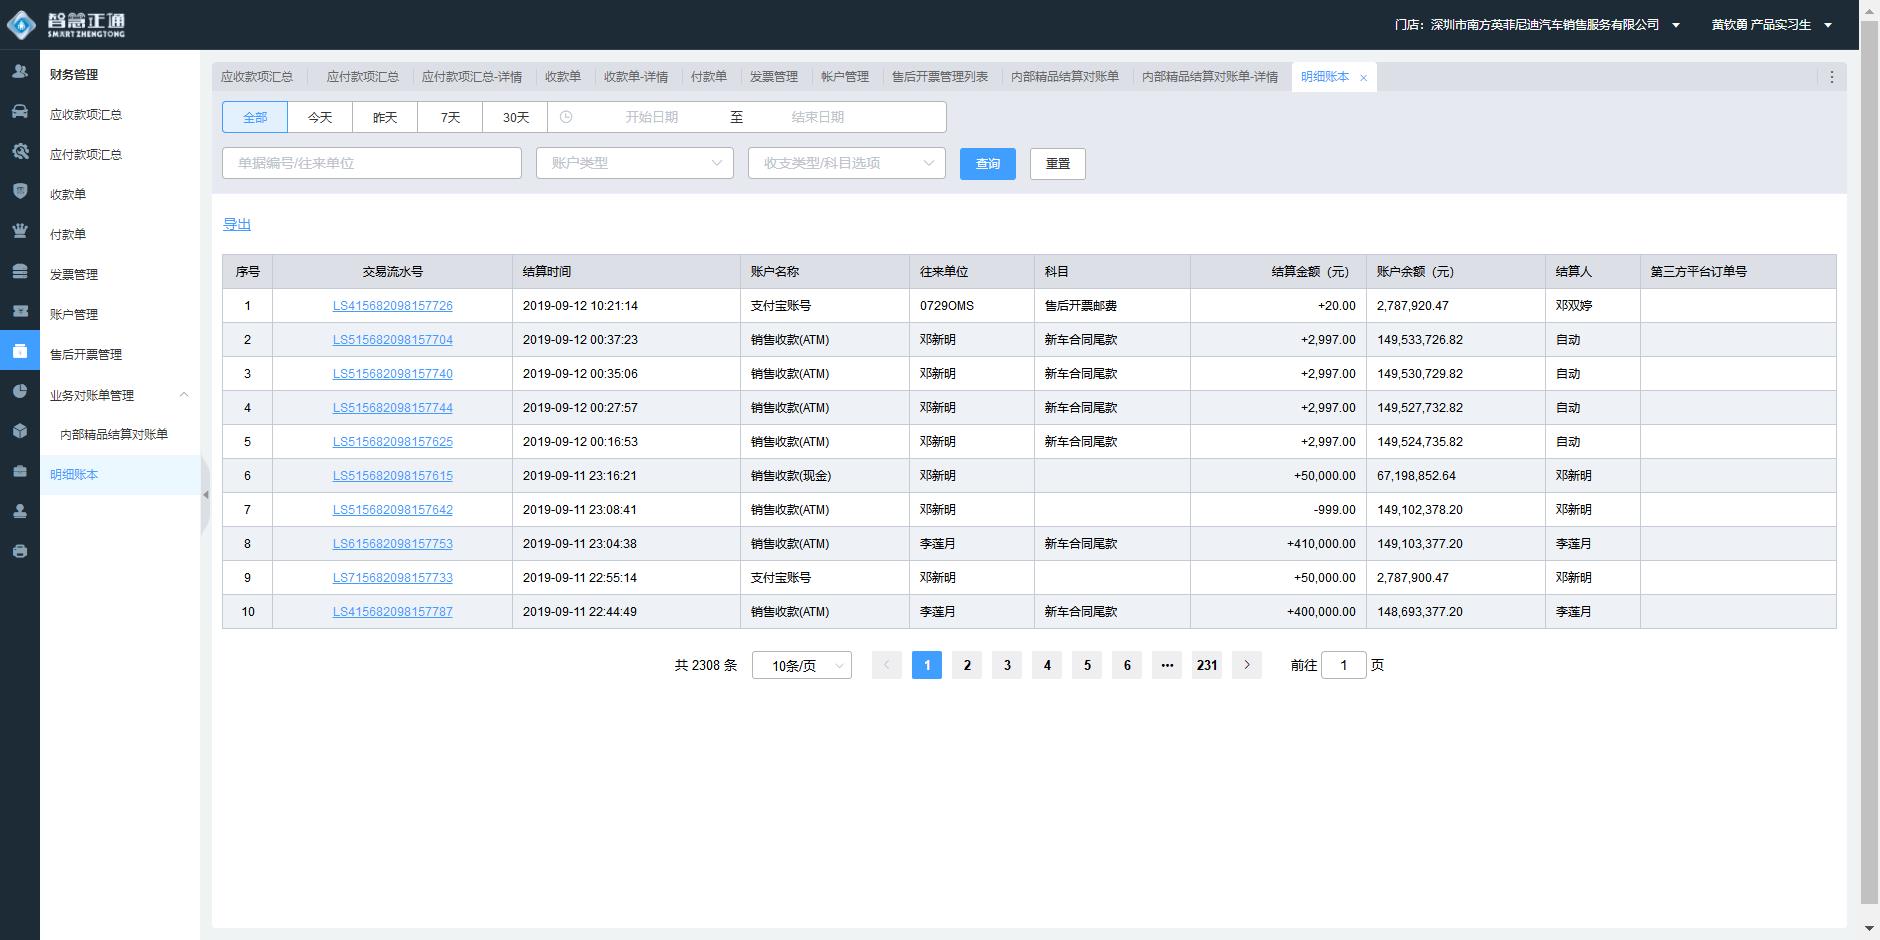 智慧正通
SMART ZHENGTONG
门店：深圳市南方英菲尼迪汽车销售服务有限公司
黄钦勇 产品实习生
财务管理
应收款项汇总
应付款项汇总
收款单
付款单
发票管理
账户管理
售后开票管理
业务对账单管理
内部精品结算对账单
明细账本
应收款项汇总 应付款项汇总 应付款项汇总-详情 收款单 收款单-详情 付款单 发票管理 帐户管理 售后开票管理列表 内部精品结算对账单 内部精品结算对账单-详情 明细账本 ×
全部 今天 昨天 7天 30天 开始日期 至 结束日期
单据编号/往来单位 账户类型 收支类型/科目选项 查询 重置
导出
序号 交易流水号 结算时间 账户名称 往来单位 科目 结算金额（元） 账户余额（元） 结算人 第三方平台订单号
1 LS415682098157726 2019-09-12 10:21:14 支付宝账号 0729OMS 售后开票邮费 +20.00 2,787,920.47 邓双婷
2 LS515682098157704 2019-09-12 00:37:23 销售收款(ATM) 邓新明 新车合同尾款 +2,997.00 149,533,726.82 自动
3 LS515682098157740 2019-09-12 00:35:06 销售收款(ATM) 邓新明 新车合同尾款 +2,997.00 149,530,729.82 自动
4 LS515682098157744 2019-09-12 00:27:57 销售收款(ATM) 邓新明 新车合同尾款 +2,997.00 149,527,732.82 自动
5 LS515682098157625 2019-09-12 00:16:53 销售收款(ATM) 邓新明 新车合同尾款 +2,997.00 149,524,735.82 自动
6 LS515682098157615 2019-09-11 23:16:21 销售收款(现金) 邓新明 +50,000.00 67,198,852.64 邓新明
7 LS515682098157642 2019-09-11 23:08:41 销售收款(ATM) 邓新明 -999.00 149,102,378.20 邓新明
8 LS615682098157753 2019-09-11 23:04:38 销售收款(ATM) 李莲月 新车合同尾款 +410,000.00 149,103,377.20 李莲月
9 LS715682098157733 2019-09-11 22:55:14 支付宝账号 邓新明 +50,000.00 2,787,900.47 邓新明
10 LS415682098157787 2019-09-11 22:44:49 销售收款(ATM) 李莲月 新车合同尾款 +400,000.00 148,693,377.20 李莲月
共 2308 条 10条/页 1 2 3 4 5 6 ••• 231 前往 1 页